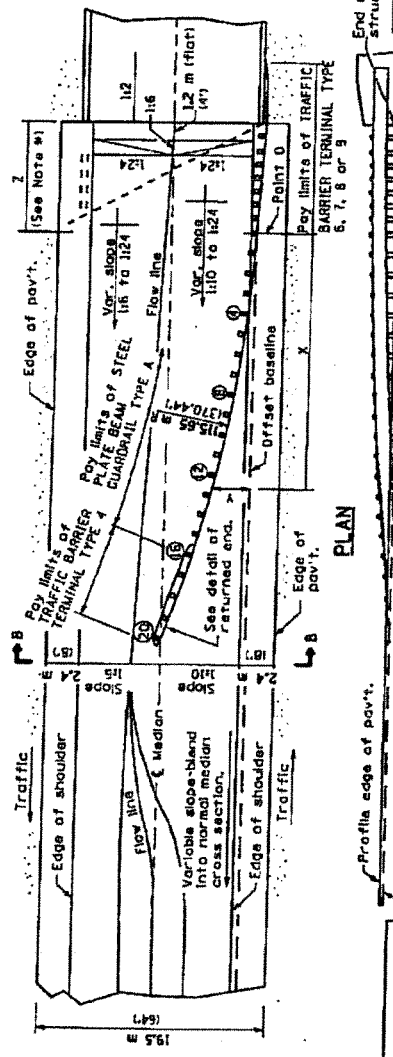 Traffic
Edge of shoulder
Flow line
₵ Median
Variable slope-blend
into normal median
cross section.
Edge of shoulder
Traffic
19.5 m
(64')
B
2.4 m
(8')
Slope
1:5
Slope
1:10
2.4 m
(8')
B
Edge of pav't.
Pay limits of
TRAFFIC BARRIER
TERMINAL TYPE 4
Pay limits of STEEL
PLATE BEAM
GUARDRAIL TYPE A
20
16
12
8
4
See detail of
returned end.
Y
Edge of
pav't.
Offset baseline
X
Flow line
Var. slope
1:6 to 1:24
Var. slope
1:10 to 1:24
Z
(See Note #1)
1:24
1:24
1:6
1:2
1.2 m (flat)
(4')
Point O
Pay limits of TRAFFIC
BARRIER TERMINAL TYPE
6, 7, 8 or 9
PLAN
Profile edge of pav't.
End